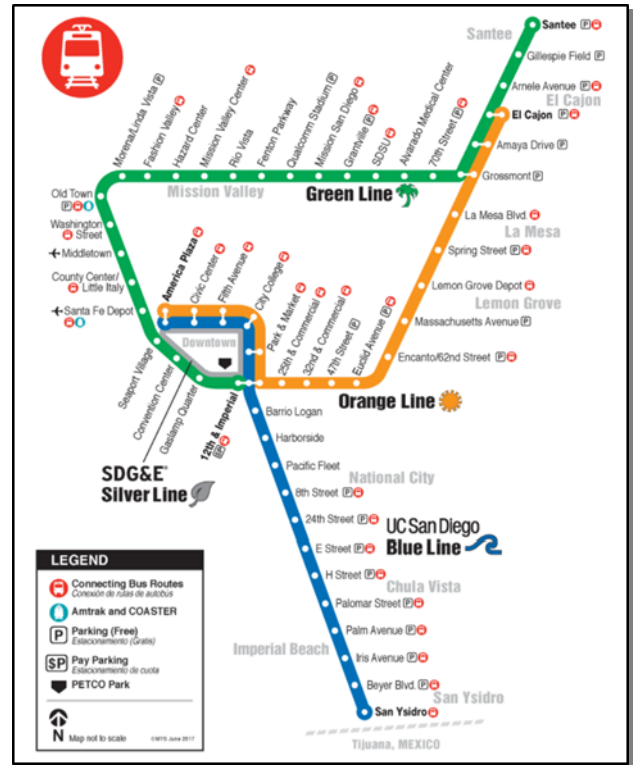 Santee
Santee P
Gillespie Field P
Arnele Avenue P
El Cajon
El Cajon P
Amaya Drive P
Grossmont P
La Mesa Blvd.
La Mesa
Spring Street P
Lemon Grove Depot
Lemon Grove
Massachusetts Avenue P
Encanto/62nd Street P
Morena/Linda Vista P
Fashion Valley
Hazard Center
Mission Valley Center
Rio Vista
Fenton Parkway
Qualcomm Stadium P
Mission San Diego
Grantville P
SDSU
Alvarado Medical Center
70th Street P
Mission Valley
Green Line
Old Town
P
Washington
Street
Middletown
County Center/
Little Italy
Santa Fe Depot
Seaport Village
Convention Center
Gaslamp Quarter
12th & Imperial
$P
America Plaza
Civic Center
Fifth Avenue
City College
Park & Market
25th & Commercial
32nd & Commercial
47th Street P
Euclid Avenue P
Downtown
Orange Line
SDG&E®
Silver Line
Barrio Logan
Harborside
Pacific Fleet
National City
8th Street P
24th Street P
UC San Diego
Blue Line
E Street P
H Street P
Chula Vista
Palomar Street P
Palm Avenue P
Imperial Beach
Iris Avenue P
Beyer Blvd. P
San Ysidro
San Ysidro
Tijuana, MEXICO
LEGEND
Connecting Bus Routes
Conexión de rutas de autobús
Amtrak and COASTER
P Parking (Free)
Estacionamiento (Gratis)
$P Pay Parking
Estacionamiento de cuota
PETCO Park
N Map not to scale ©MTS June 2017